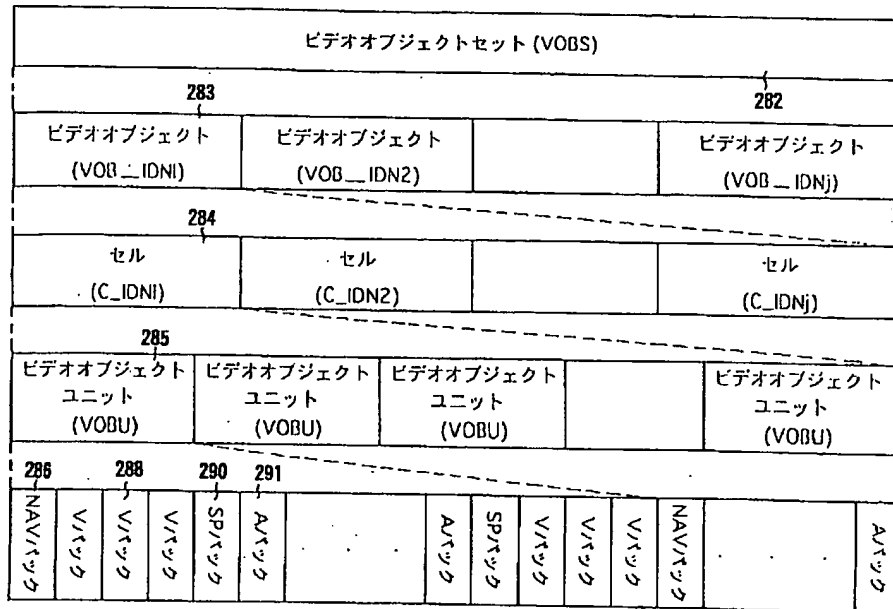 ビデオオブジェクトセット (VOBS)
283
282
ビデオオブジェクト
(VOB__IDN1)
ビデオオブジェクト
(VOB__IDN2)
ビデオオブジェクト
(VOB__IDNj)
284
セル
(C_IDN1)
セル
(C_IDN2)
セル
(C_IDNj)
285
ビデオオブジェクト
ユニット
(VOBU)
ビデオオブジェクト
ユニット
(VOBU)
ビデオオブジェクト
ユニット
(VOBU)
ビデオオブジェクト
ユニット
(VOBU)
286
288
290
291
NAVパック
Vパック
Vパック
Vパック
SPパック
Aパック
. . .
Aパック
SPパック
Vパック
Vパック
Vパック
NAVパック
. . .
Aパック